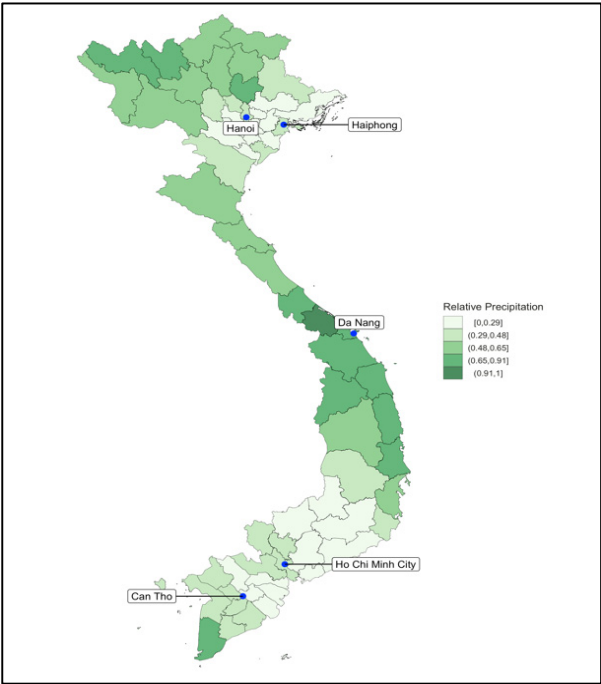 Hanoi
Haiphong
Da Nang
Relative Precipitation
[0,0.29]
(0.29,0.48]
(0.48,0.65]
(0.65,0.91]
(0.91,1]
Ho Chi Minh City
Can Tho